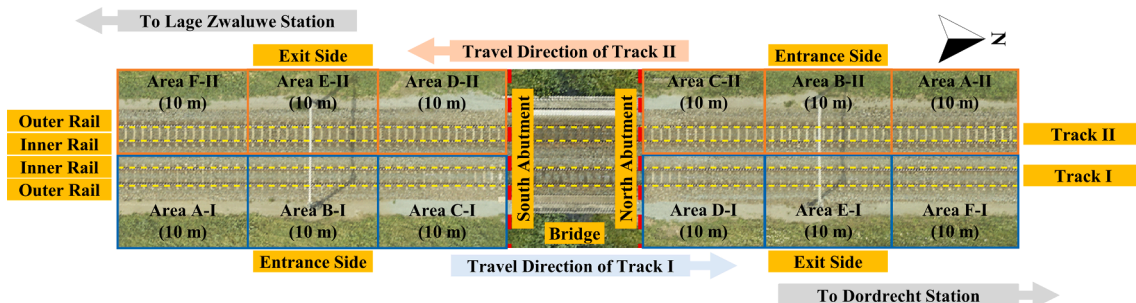 To Lage Zwaluwe Station
Exit Side
Travel Direction of Track II
Entrance Side
N
Area F-II
(10 m)
Area E-II
(10 m)
Area D-II
(10 m)
Area C-II
(10 m)
Area B-II
(10 m)
Area A-II
(10 m)
Outer Rail
Inner Rail
Inner Rail
Outer Rail
South Abutment
North Abutment
Track II
Track I
Area A-I
(10 m)
Area B-I
(10 m)
Area C-I
(10 m)
Bridge
Area D-I
(10 m)
Area E-I
(10 m)
Area F-I
(10 m)
Entrance Side
Travel Direction of Track I
Exit Side
To Dordrecht Station